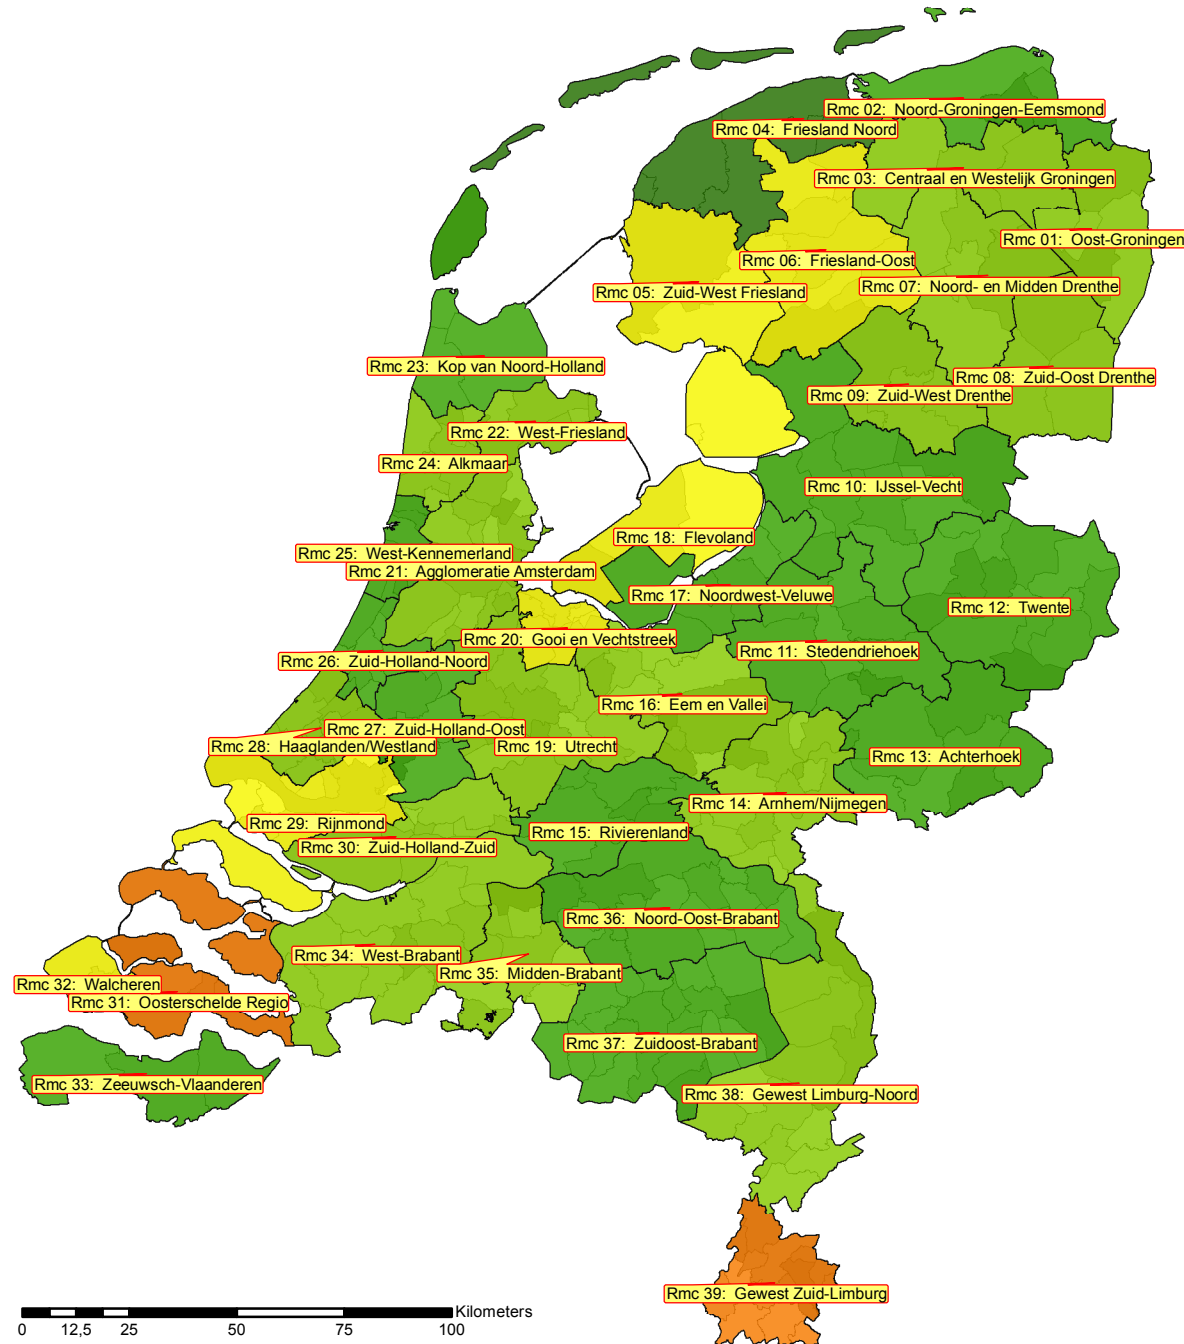 Rmc 02: Noord-Groningen-Eemsmond
Rmc 04: Friesland Noord
Rmc 03: Centraal en Westelijk Groningen
Rmc 01: Oost-Groningen
Rmc 06: Friesland-Oost
Rmc 07: Noord- en Midden Drenthe
Rmc 05: Zuid-West Friesland
Rmc 23: Kop van Noord-Holland
Rmc 08: Zuid-Oost Drenthe
Rmc 09: Zuid-West Drenthe
Rmc 22: West-Friesland
Rmc 24: Alkmaar
Rmc 10: IJssel-Vecht
Rmc 18: Flevoland
Rmc 25: West-Kennemerland
Rmc 21: Agglomeratie Amsterdam
Rmc 17: Noordwest-Veluwe
Rmc 12: Twente
Rmc 20: Gooi en Vechtstreek
Rmc 11: Stedendriehoek
Rmc 26: Zuid-Holland-Noord
Rmc 16: Eem en Vallei
Rmc 27: Zuid-Holland-Oost
Rmc 28: Haaglanden/Westland
Rmc 19: Utrecht
Rmc 13: Achterhoek
Rmc 14: Arnhem/Nijmegen
Rmc 29: Rijnmond
Rmc 15: Rivierenland
Rmc 30: Zuid-Holland-Zuid
Rmc 36: Noord-Oost-Brabant
Rmc 34: West-Brabant
Rmc 35: Midden-Brabant
Rmc 32: Walcheren
Rmc 31: Oosterschelde Regio
Rmc 37: Zuidoost-Brabant
Rmc 33: Zeeuwsch-Vlaanderen
Rmc 38: Gewest Limburg-Noord
Rmc 39: Gewest Zuid-Limburg
Kilometers
0 12,5 25 50 75 100